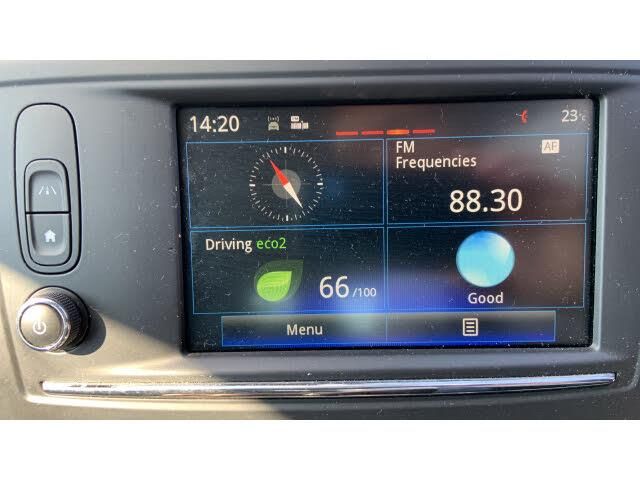 14:20
23°C
FM
AF
Frequencies
88.30
Driving eco2
66 /100
Good
Menu